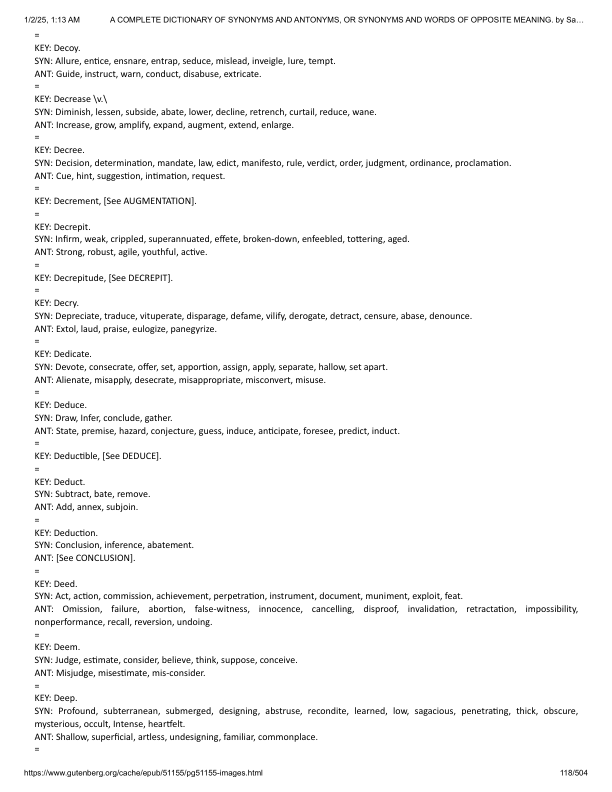 1/2/25, 1:13 AM A COMPLETE DICTIONARY OF SYNONYMS AND ANTONYMS, OR SYNONYMS AND WORDS OF OPPOSITE MEANING. by Sa…
=
KEY: Decoy.
SYN: Allure, entice, ensnare, entrap, seduce, mislead, inveigle, lure, tempt.
ANT: Guide, instruct, warn, conduct, disabuse, extricate.
=
KEY: Decrease \v.\
SYN: Diminish, lessen, subside, abate, lower, decline, retrench, curtail, reduce, wane.
ANT: Increase, grow, amplify, expand, augment, extend, enlarge.
=
KEY: Decree.
SYN: Decision, determination, mandate, law, edict, manifesto, rule, verdict, order, judgment, ordinance, proclamation.
ANT: Cue, hint, suggestion, intimation, request.
=
KEY: Decrement, [See AUGMENTATION].
=
KEY: Decrepit.
SYN: Infirm, weak, crippled, superannuated, effete, broken-down, enfeebled, tottering, aged.
ANT: Strong, robust, agile, youthful, active.
=
KEY: Decrepitude, [See DECREPIT].
=
KEY: Decry.
SYN: Depreciate, traduce, vituperate, disparage, defame, vilify, derogate, detract, censure, abase, denounce.
ANT: Extol, laud, praise, eulogize, panegyrize.
=
KEY: Dedicate.
SYN: Devote, consecrate, offer, set, apportion, assign, apply, separate, hallow, set apart.
ANT: Alienate, misapply, desecrate, misappropriate, misconvert, misuse.
=
KEY: Deduce.
SYN: Draw, Infer, conclude, gather.
ANT: State, premise, hazard, conjecture, guess, induce, anticipate, foresee, predict, induct.
=
KEY: Deductible, [See DEDUCE].
=
KEY: Deduct.
SYN: Subtract, bate, remove.
ANT: Add, annex, subjoin.
=
KEY: Deduction.
SYN: Conclusion, inference, abatement.
ANT: [See CONCLUSION].
=
KEY: Deed.
SYN: Act, action, commission, achievement, perpetration, instrument, document, muniment, exploit, feat.
ANT: Omission, failure, abortion, false-witness, innocence, cancelling, disproof, invalidation, retractation, impossibility,
nonperformance, recall, reversion, undoing.
=
KEY: Deem.
SYN: Judge, estimate, consider, believe, think, suppose, conceive.
ANT: Misjudge, misestimate, mis-consider.
=
KEY: Deep.
SYN: Profound, subterranean, submerged, designing, abstruse, recondite, learned, low, sagacious, penetrating, thick, obscure,
mysterious, occult, Intense, heartfelt.
ANT: Shallow, superficial, artless, undesigning, familiar, commonplace.
=
https://www.gutenberg.org/cache/epub/51155/pg51155-images.html 118/504